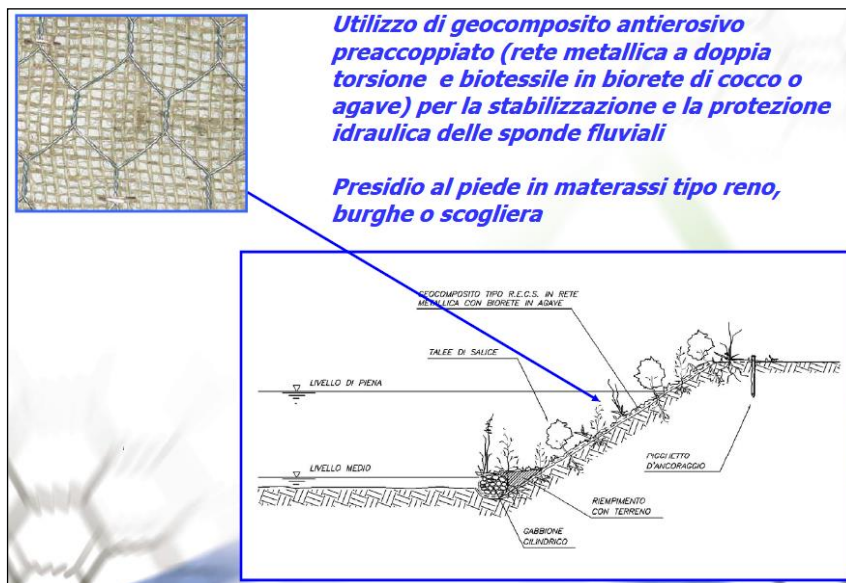 Utilizzo di geocomposito antierosivo
preaccoppiato (rete metallica a doppia
torsione e biotessile in biorete di cocco o
agave) per la stabilizzazione e la protezione
idraulica delle sponde fluviali
Presidio al piede in materassi tipo reno,
burghe o scogliera
GEOCOMPOSITO TIPO R.E.C.S. IN RETE
METALLICA CON BIORETE IN AGAVE
TALEE DI SALICE
LIVELLO DI PIENA
LIVELLO MEDIO
PICCHETTO
D'ANCORAGGIO
RIEMPIMENTO
CON TERRENO
GABBIONE
CILINDRICO